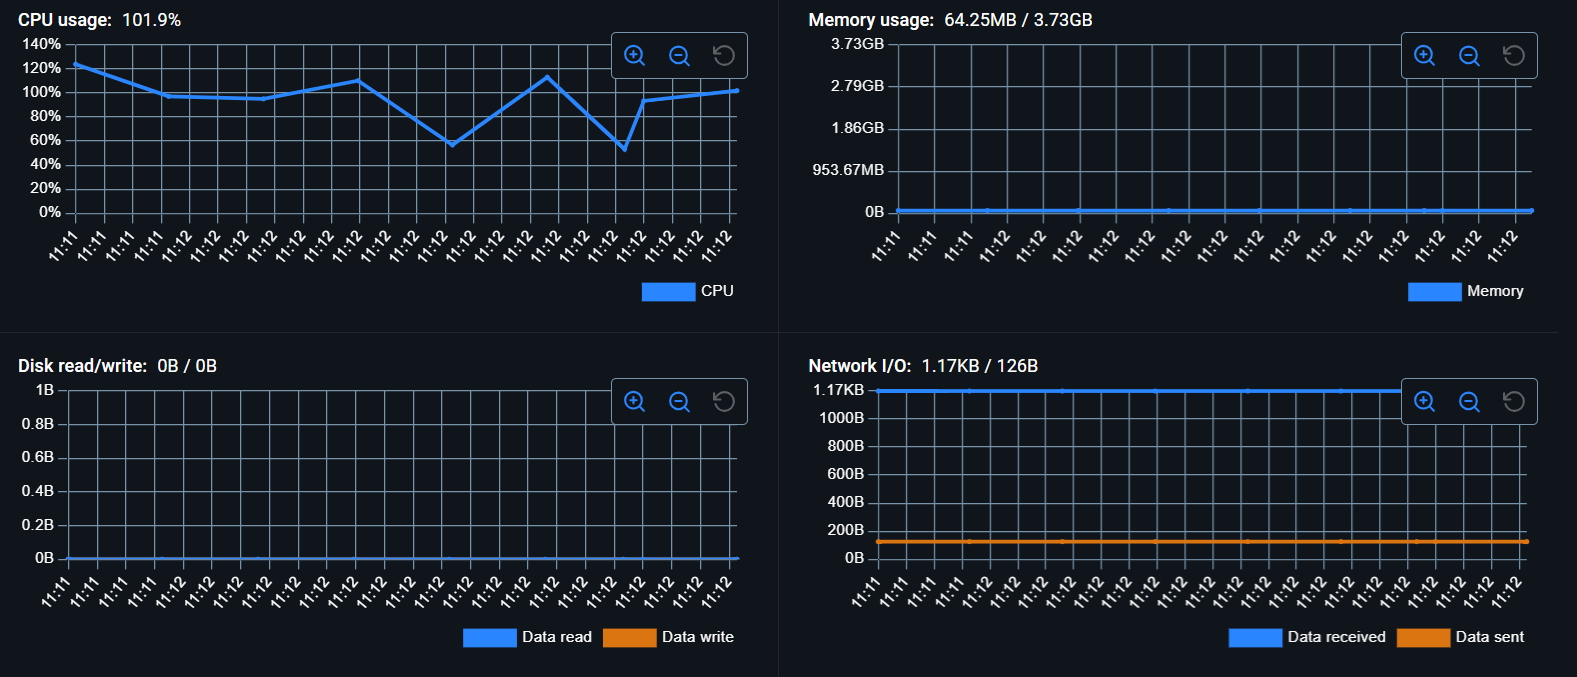 CPU usage: 101.9%
140%
120%
100%
80%
60%
40%
20%
0%
11:11 11:11 11:11 11:11 11:12 11:12 11:12 11:12 11:12 11:12 11:12 11:12 11:12 11:12 11:12 11:12 11:12 11:12 11:12 11:12 11:12 11:12 11:12 11:12
CPU
Memory usage: 64.25MB / 3.73GB
3.73GB
2.79GB
1.86GB
953.67MB
0B
11:11 11:11 11:11 11:12 11:12 11:12 11:12 11:12 11:12 11:12 11:12 11:12 11:12 11:12 11:12 11:12 11:12 11:12
Memory
Disk read/write: 0B / 0B
1B
0.8B
0.6B
0.4B
0.2B
0B
11:11 11:11 11:11 11:11 11:12 11:12 11:12 11:12 11:12 11:12 11:12 11:12 11:12 11:12 11:12 11:12 11:12 11:12 11:12 11:12 11:12 11:12 11:12 11:12
Data read
Data write
Network I/O: 1.17KB / 126B
1.17KB
1000B
800B
600B
400B
200B
0B
11:11 11:11 11:11 11:11 11:12 11:12 11:12 11:12 11:12 11:12 11:12 11:12 11:12 11:12 11:12 11:12 11:12 11:12 11:12 11:12 11:12 11:12 11:12 11:12
Data received
Data sent